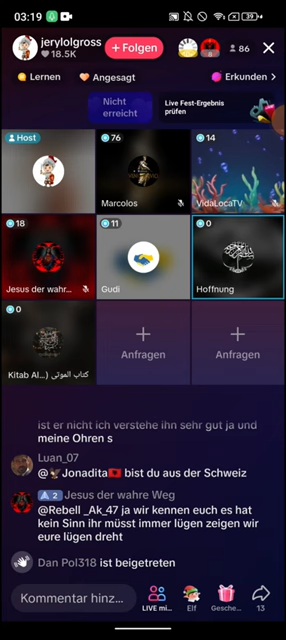 03:19
39
jerylolgross
18.5K
+ Folgen
8
86
Lernen
Angesagt
Erkunden >
Nicht
erreicht
Live Fest-Ergebnis
prüfen
Host
76
Marcolos
14
VidaLocaTV
18
Jesus der wahr...
11
Gudi
0
Hoffnung
0
Kitab Al...) كتاب الموتى
+
Anfragen
+
Anfragen
ist er nicht ich verstehe ihn sehr gut ja und
meine Ohren s
Luan_07
@🦅Jonadita🇦🇱 bist du aus der Schweiz
A 2 Jesus der wahre Weg
@Rebell _Ak_47 ja wir kennen euch es hat
kein Sinn ihr müsst immer lügen zeigen wir
eure lügen dreht
Dan Pol318 ist beigetreten
Kommentar hinz...
LIVE mi...
Elf
Gesche...
13